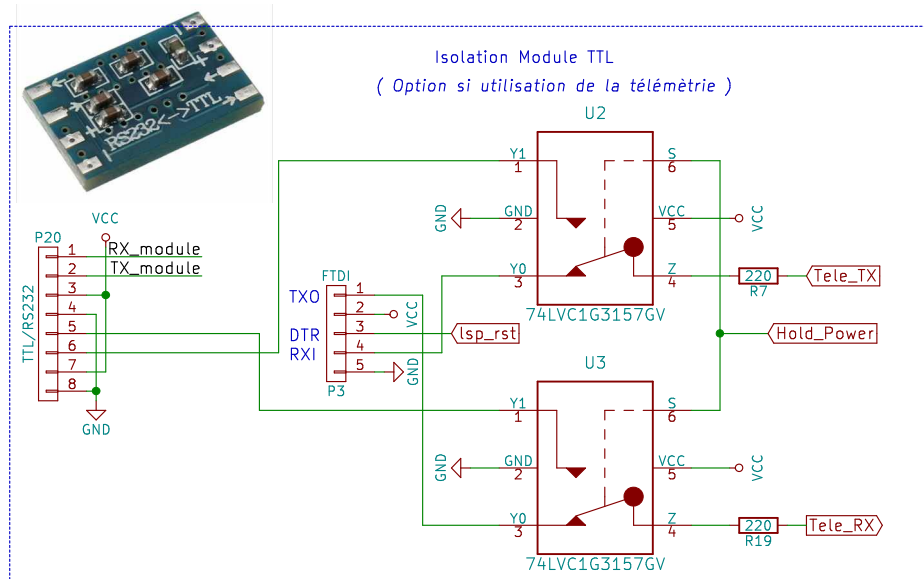 Isolation Module TTL
( Option si utilisation de la télémètrie )
RS232<->TTL
U2
Y1
1
S
6
GND
GND
2
VCC
5
VCC
Y0
3
Z
4
220
R7
Tele_TX
74LVC1G3157GV
VCC
P20
TTL/RS232
1
RX_module
2
TX_module
3
4
5
6
7
8
GND
FTDI
TXO
1
2
VCC
DTR
3
Isp_rst
RXI
4
5
GND
P3
Hold_Power
U3
Y1
1
S
6
GND
GND
2
VCC
5
VCC
Y0
3
Z
4
220
R19
Tele_RX
74LVC1G3157GV